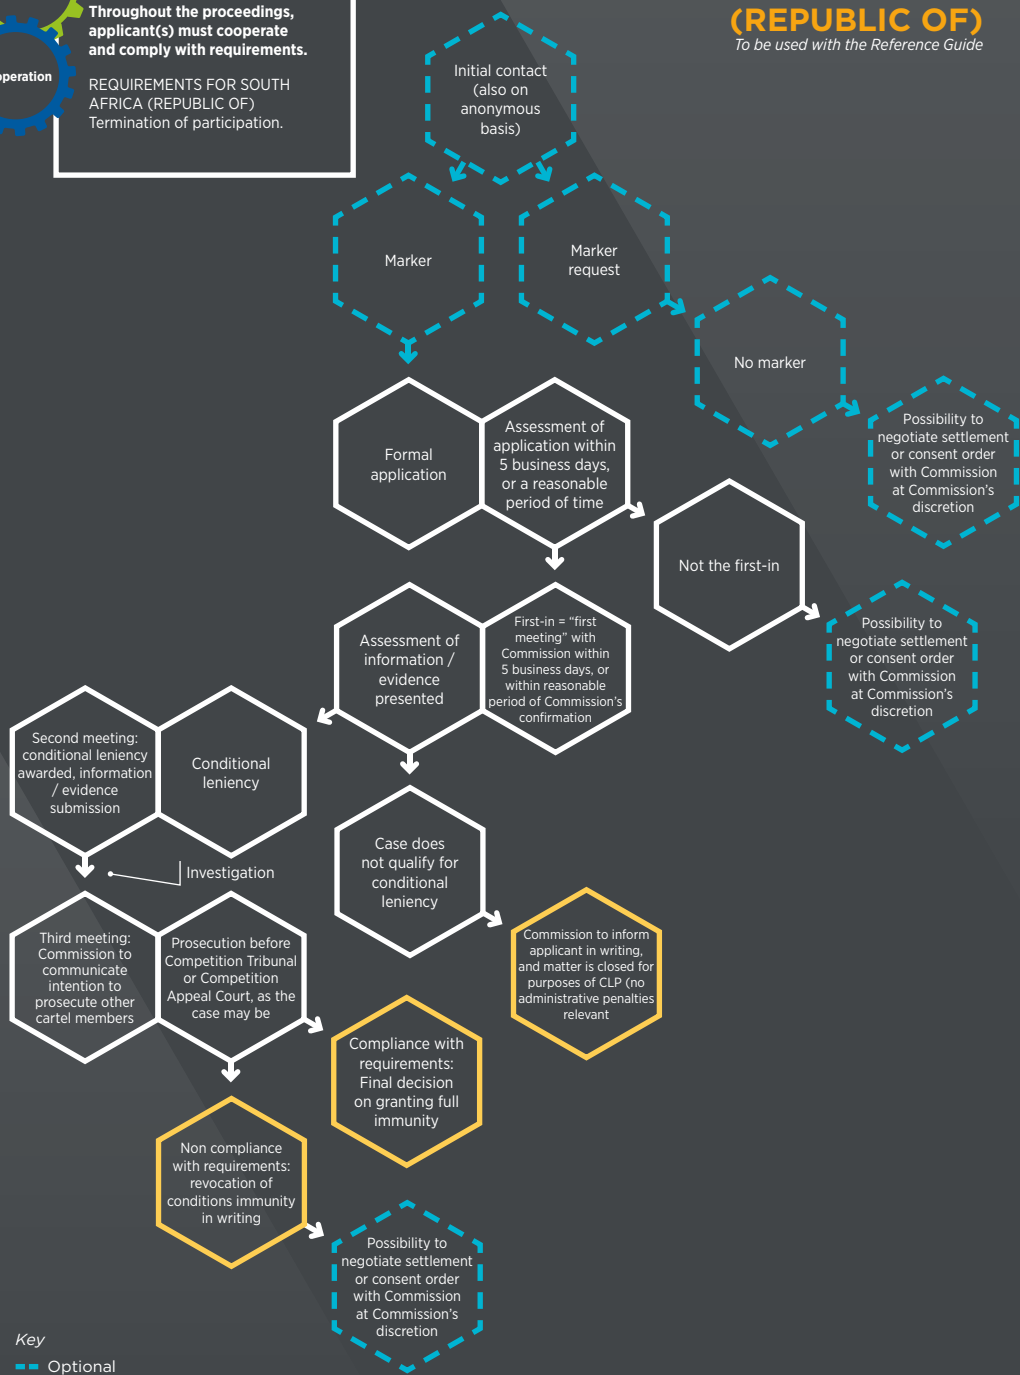 Throughout the proceedings,
applicant(s) must cooperate
and comply with requirements.
REQUIREMENTS FOR SOUTH
AFRICA (REPUBLIC OF)
Termination of participation.
(REPUBLIC OF)
To be used with the Reference Guide
Initial contact
(also on
anonymous
basis)
Marker
Marker
request
No marker
Possibility to
negotiate settlement
or consent order
with Commission
at Commission's
discretion
Formal
application
Assessment of
application within
5 business days,
or a reasonable
period of time
Not the first-in
Possibility to
negotiate settlement
or consent order
with Commission
at Commission's
discretion
Assessment of
information /
evidence
presented
First-in = “first
meeting” with
Commission within
5 business days, or
within reasonable
period of Commission's
confirmation
Second meeting:
conditional leniency
awarded, information
/ evidence
submission
Conditional
leniency
Case does
not qualify for
conditional
leniency
Investigation
Commission to inform
applicant in writing,
and matter is closed for
purposes of CLP (no
administrative penalties
relevant
Third meeting:
Commission to
communicate
intention to
prosecute other
cartel members
Prosecution before
Competition Tribunal
or Competition
Appeal Court, as the
case may be
Compliance with
requirements:
Final decision
on granting full
immunity
Non compliance
with requirements:
revocation of
conditions immunity
in writing
Possibility to
negotiate settlement
or consent order
with Commission
at Commission's
discretion
Key
Optional